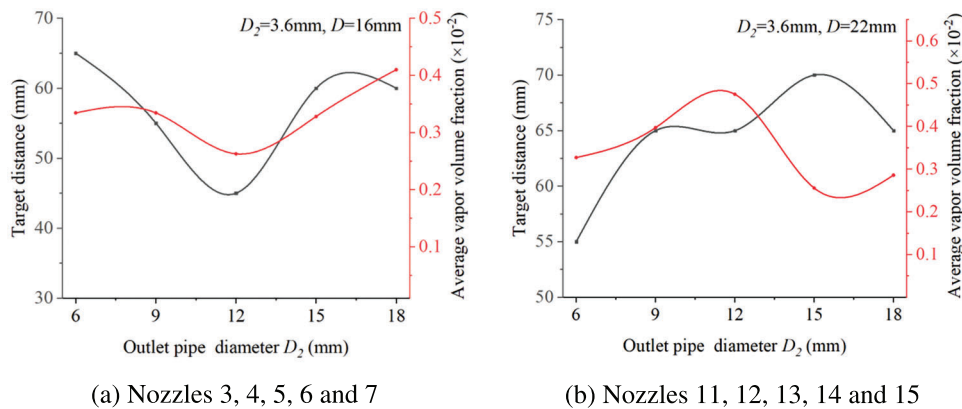 D₂=3.6mm, D=16mm
70
60
50
40
30
Target distance (mm)
0.5
0.4
0.3
0.2
0.1
Average vapor volume fraction (×10⁻²)
6 9 12 15 18
Outlet pipe diameter D₂ (mm)
(a) Nozzles 3, 4, 5, 6 and 7
D₂=3.6mm, D=22mm
75
70
65
60
55
50
Target distance (mm)
0.6
0.5
0.4
0.3
0.2
0.1
Average vapor volume fraction (×10⁻²)
6 9 12 15 18
Outlet pipe diameter D₂ (mm)
(b) Nozzles 11, 12, 13, 14 and 15